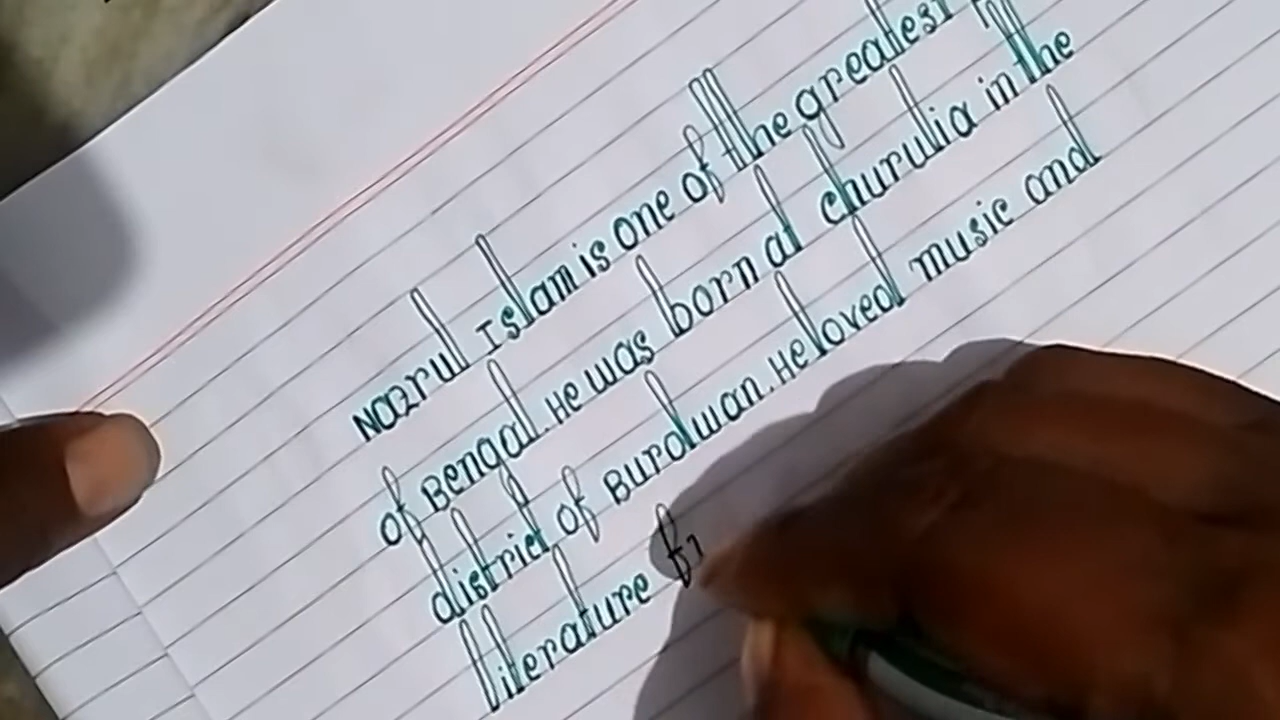 Nazrul Islam is one of the greatest
of Bengal. He was born at churulia in the
district of Burdwan. He loved music and
literature fr